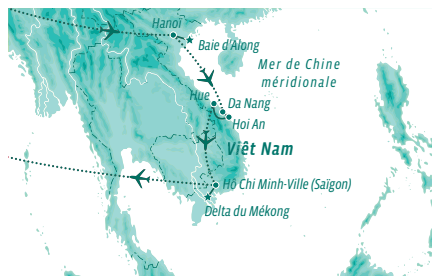 Hanoï
Baie d'Along
Mer de Chine
méridionale
Hue
Da Nang
Hoi An
Viêt Nam
Hô Chi Minh-Ville (Saïgon)
Delta du Mékong